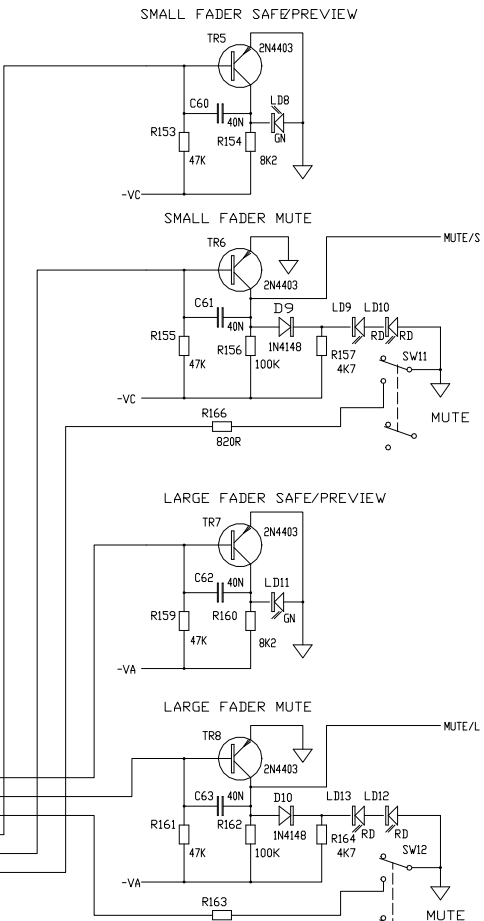 SMALL FADER SAFE/PREVIEW
TR5
2N4403
C60
40N
LD8
GN
R153
47K
R154
8K2
-VC
SMALL FADER MUTE
TR6
MUTE/S
2N4403
C61
40N
D9
1N4148
LD9
LD10
RD
RD
R155
47K
R156
100K
R157
4K7
SW11
-VC
MUTE
R166
820R
LARGE FADER SAFE/PREVIEW
TR7
2N4403
C62
40N
LD11
GN
R159
47K
R160
8K2
-VA
LARGE FADER MUTE
TR8
MUTE/L
2N4403
C63
40N
D10
1N4148
LD13
LD12
RD
RD
R161
47K
R162
100K
R164
4K7
SW12
-VA
R163
MUTE